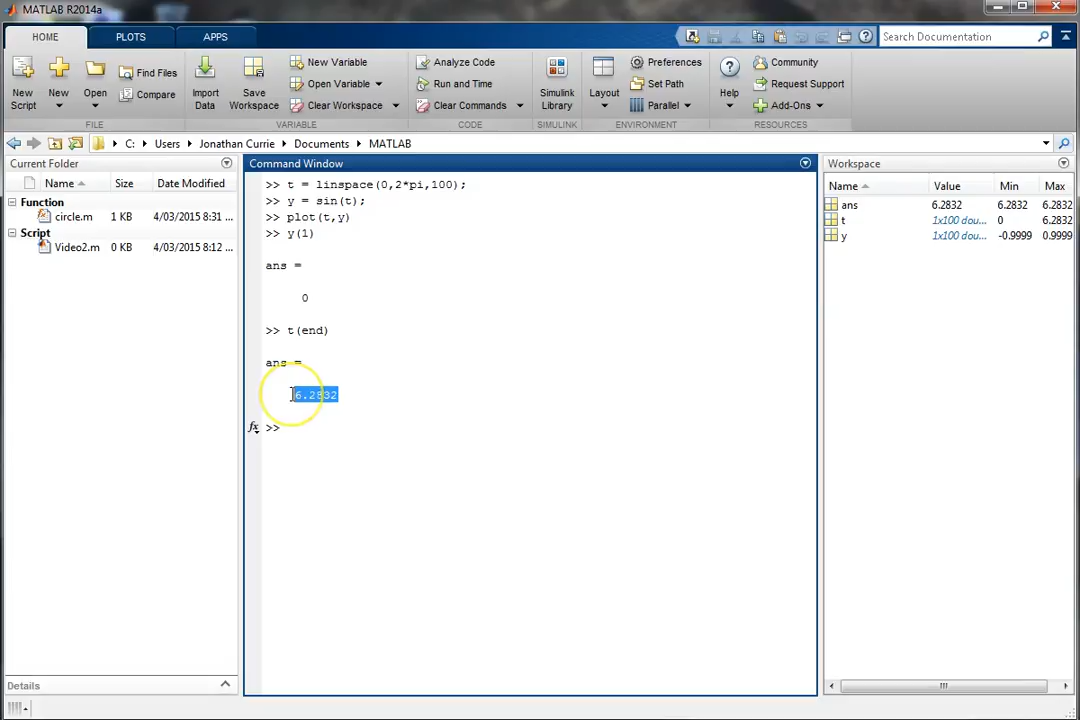 MATLAB R2014a
HOME
PLOTS
APPS
Search Documentation
New Script
New
Open
Find Files
Compare
FILE
Import Data
Save Workspace
New Variable
Open Variable
Clear Workspace
VARIABLE
Analyze Code
Run and Time
Clear Commands
CODE
Simulink Library
SIMULINK
Layout
Preferences
Set Path
Parallel
ENVIRONMENT
Help
Community
Request Support
Add-Ons
RESOURCES
C: Users Jonathan Currie Documents MATLAB
Current Folder
Name Size Date Modified
Function
circle.m 1 KB 4/03/2015 8:31 ...
Script
Video2.m 0 KB 4/03/2015 8:12 ...
Details
Command Window
>> t = linspace(0,2*pi,100);
>> y = sin(t);
>> plot(t,y)
>> y(1)
ans =
0
>> t(end)
ans =
6.2832
fx >>
Workspace
Name Value Min Max
ans 6.2832 6.2832 6.2832
t 1x100 dou... 0 6.2832
y 1x100 dou... -0.9999 0.9999